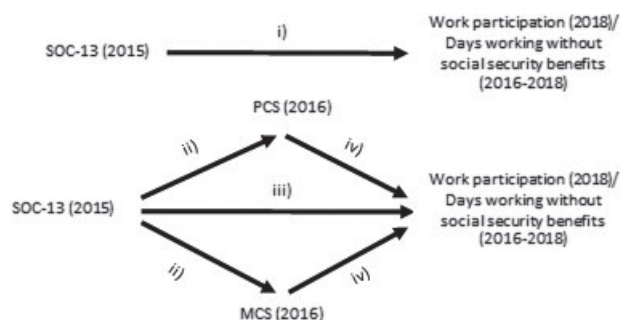 i)
SOC-13 (2015)
Work participation (2018)/
Days working without
social security benefits
(2016-2018)
PCS (2016)
ii)
iv)
SOC-13 (2015)
iii)
Work participation (2018)/
Days working without
social security benefits
(2016-2018)
ii)
iv)
MCS (2016)